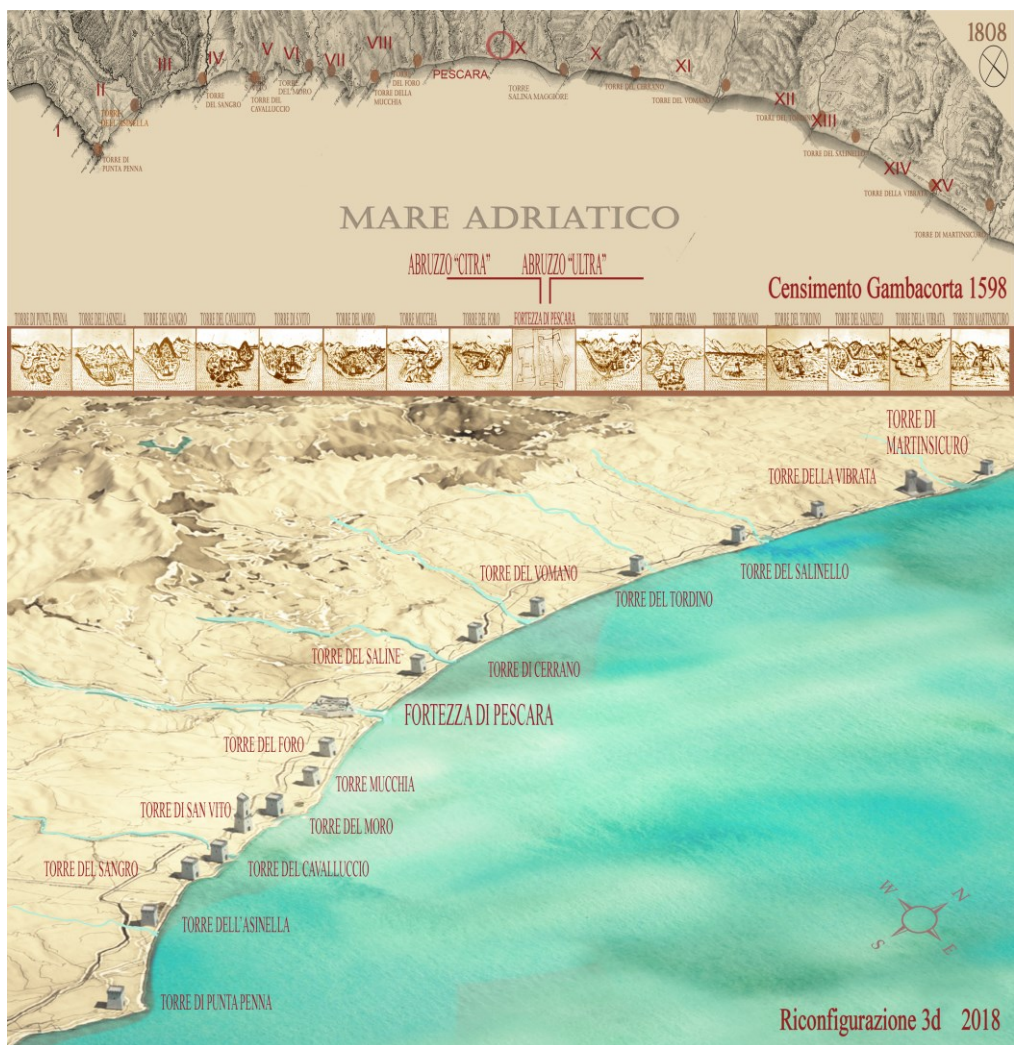 1808
I
II
III
IV
V
VI
VII
VIII
PESCARA
IX
X
XI
XII
XIII
XIV
XV
TORRE DI
PUNTA PENNA
TORRE
DELL'ASINELLA
TORRE
DEL SANGRO
TORRE DEL
CAVALLUCCIO
TORRE
DEL MORO
TORRE DELLA
MUCCHIA
TORRE
DEL FORO
TORRE
SALINA MAGGIORE
TORRE DEL CERRANO
TORRE DEL VOMANO
TORRE DEL TORDINO
TORRE DEL SALINELLO
TORRE DELLA VIBRATA
TORRE DI MARTINSICURO
MARE ADRIATICO
ABRUZZO “CITRA” ABRUZZO “ULTRA”
Censimento Gambacorta 1598
TORRE DI PUNTA PENNA TORRE DELL'ASINELLA TORRE DEL SANGRO TORRE DEL CAVALLUCCIO TORRE DI S.VITO TORRE DEL MORO TORRE MUCCHIA TORRE DEL FORO FORTEZZA DI PESCARA TORRE DEL SALINE TORRE DEL CERRANO TORRE DEL VOMANO TORRE DEL TORDINO TORRE DEL SALINELLO TORRE DELLA VIBRATA TORRE DI MARTINSICURO
TORRE DI
MARTINSICURO
TORRE DELLA VIBRATA
TORRE DEL SALINELLO
TORRE DEL VOMANO
TORRE DEL TORDINO
TORRE DEL SALINE
TORRE DI CERRANO
FORTEZZA DI PESCARA
TORRE DEL FORO
TORRE MUCCHIA
TORRE DI SAN VITO
TORRE DEL MORO
TORRE DEL SANGRO
TORRE DEL CAVALLUCCIO
TORRE DELL'ASINELLA
TORRE DI PUNTA PENNA
W
N
S
E
Riconfigurazione 3d 2018